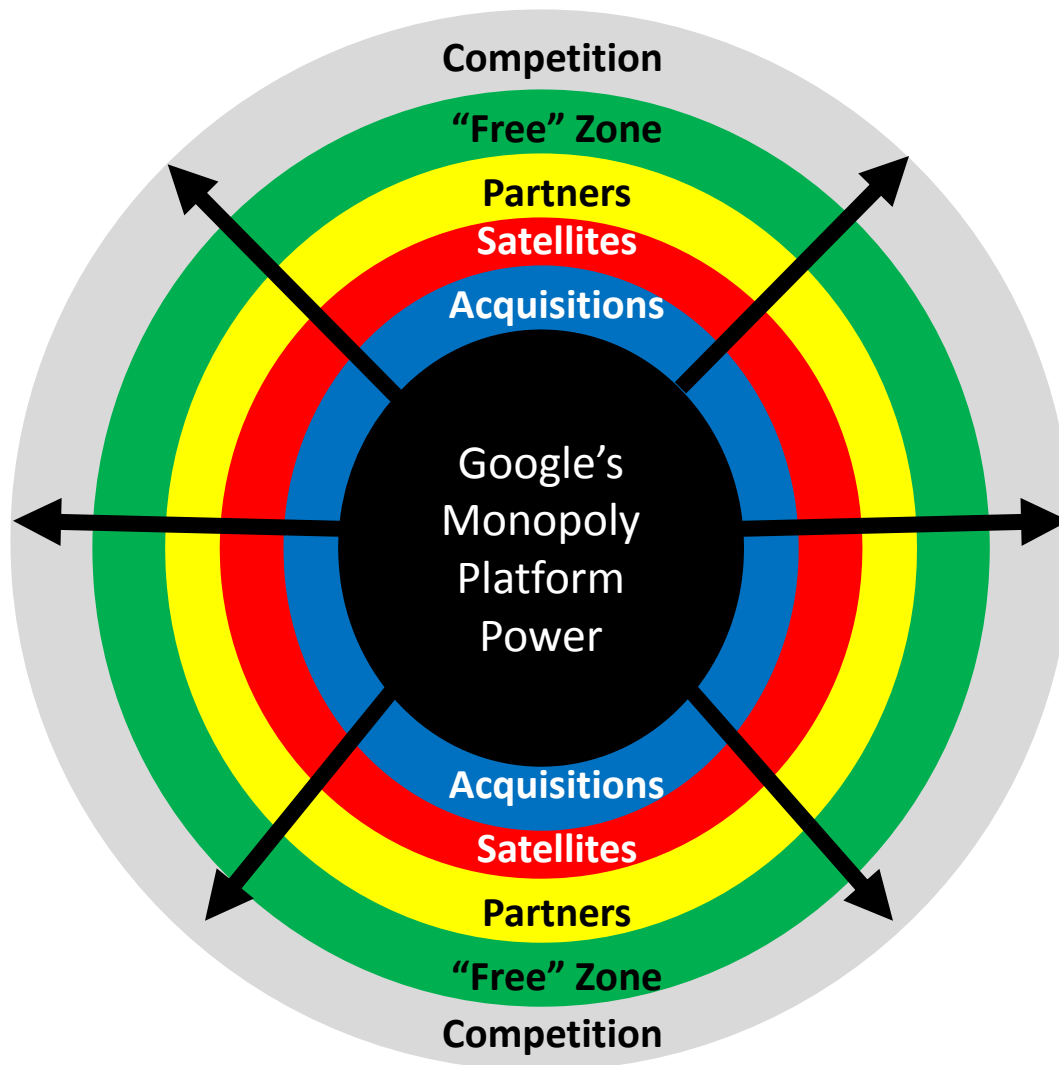 Competition
“Free” Zone
Partners
Satellites
Acquisitions
Google’s
Monopoly
Platform
Power
Acquisitions
Satellites
Partners
“Free” Zone
Competition